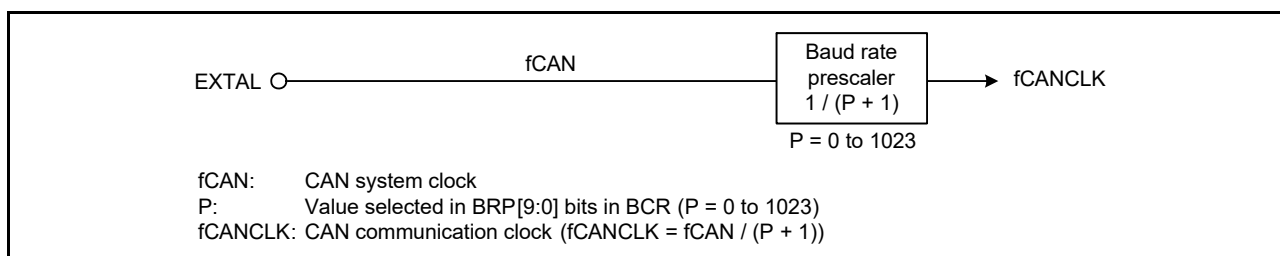 EXTAL
fCAN
Baud rate
prescaler
1 / (P + 1)
fCANCLK
P = 0 to 1023
fCAN: CAN system clock
P: Value selected in BRP[9:0] bits in BCR (P = 0 to 1023)
fCANCLK: CAN communication clock (fCANCLK = fCAN / (P + 1))